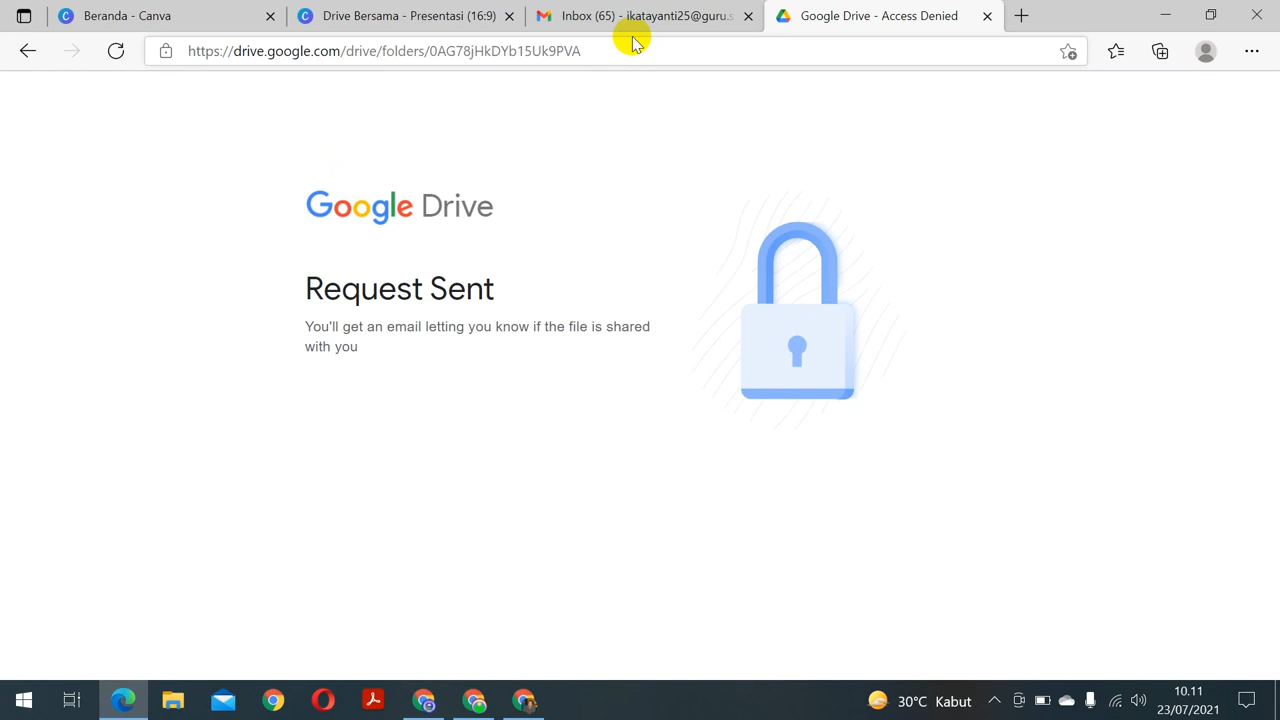 Beranda - Canva
Drive Bersama - Presentasi (16:9)
Inbox (65) - ikatayanti25@guru.s
Google Drive - Access Denied
https://drive.google.com/drive/folders/0AG78jHkDYb15Uk9PVA
Google Drive
Request Sent
You'll get an email letting you know if the file is shared
with you
30°C Kabut
10.11
23/07/2021